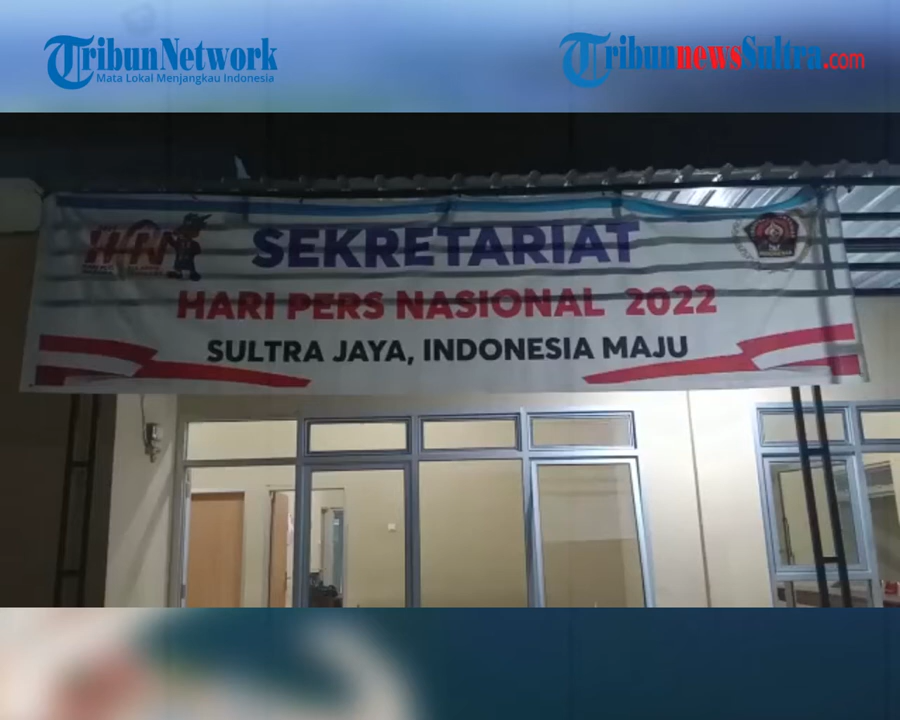 TribunNetwork
Mata Lokal Menjangkau Indonesia
TribunnewsSultra.com
SEKRETARIAT
HARI PERS NASIONAL 2022
SULTRA JAYA, INDONESIA MAJU